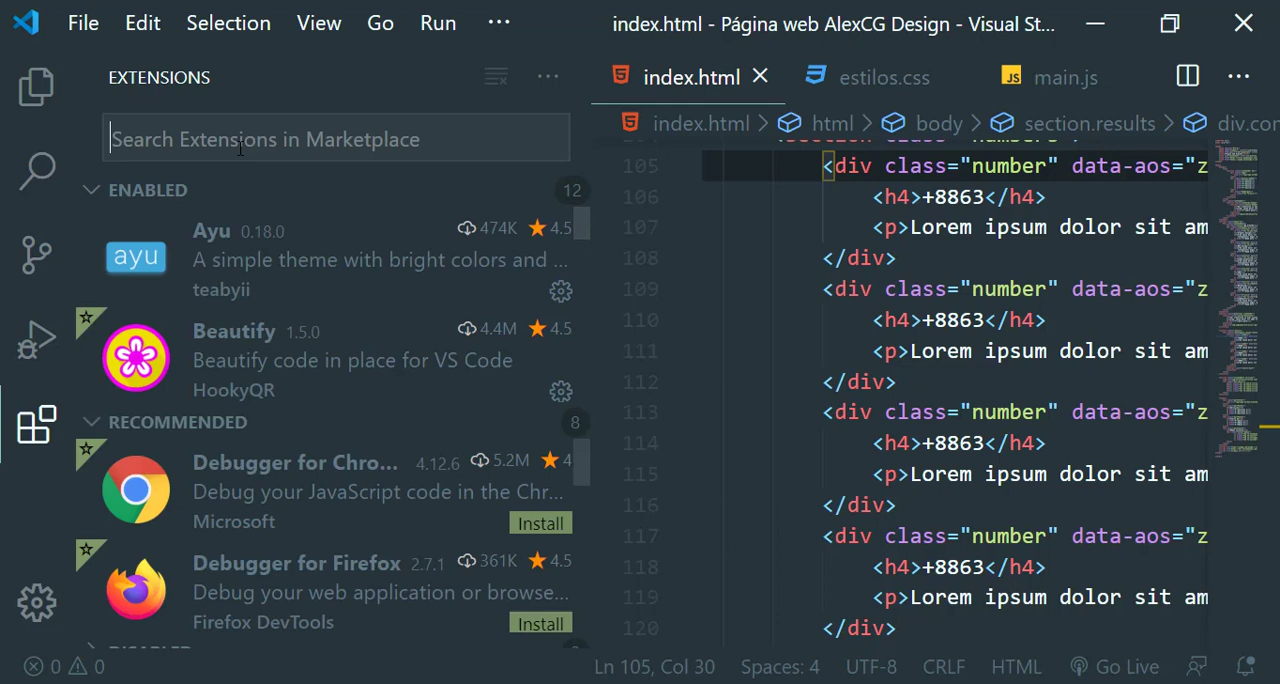 File Edit Selection View Go Run ···
index.html - Página web AlexCG Design - Visual St...
EXTENSIONS
Search Extensions in Marketplace
ENABLED 12
Ayu 0.18.0 474K 4.5
ayu
A simple theme with bright colors and ...
teabyii
Beautify 1.5.0 4.4M 4.5
Beautify code in place for VS Code
HookyQR
RECOMMENDED 8
Debugger for Chro... 4.12.6 5.2M 4
Debug your JavaScript code in the Chr...
Microsoft Install
Debugger for Firefox 2.7.1 361K 4.5
Debug your web application or browse...
Firefox DevTools Install
index.html estilos.css JS main.js
index.html > html > body > section.results > div.con
105 <div class="number" data-aos="z
106 <h4>+8863</h4>
107 <p>Lorem ipsum dolor sit am
108 </div>
109 <div class="number" data-aos="z
110 <h4>+8863</h4>
111 <p>Lorem ipsum dolor sit am
112 </div>
113 <div class="number" data-aos="z
114 <h4>+8863</h4>
115 <p>Lorem ipsum dolor sit am
116 </div>
117 <div class="number" data-aos="z
118 <h4>+8863</h4>
119 <p>Lorem ipsum dolor sit am
120 </div>
0 0 Ln 105, Col 30 Spaces: 4 UTF-8 CRLF HTML Go Live